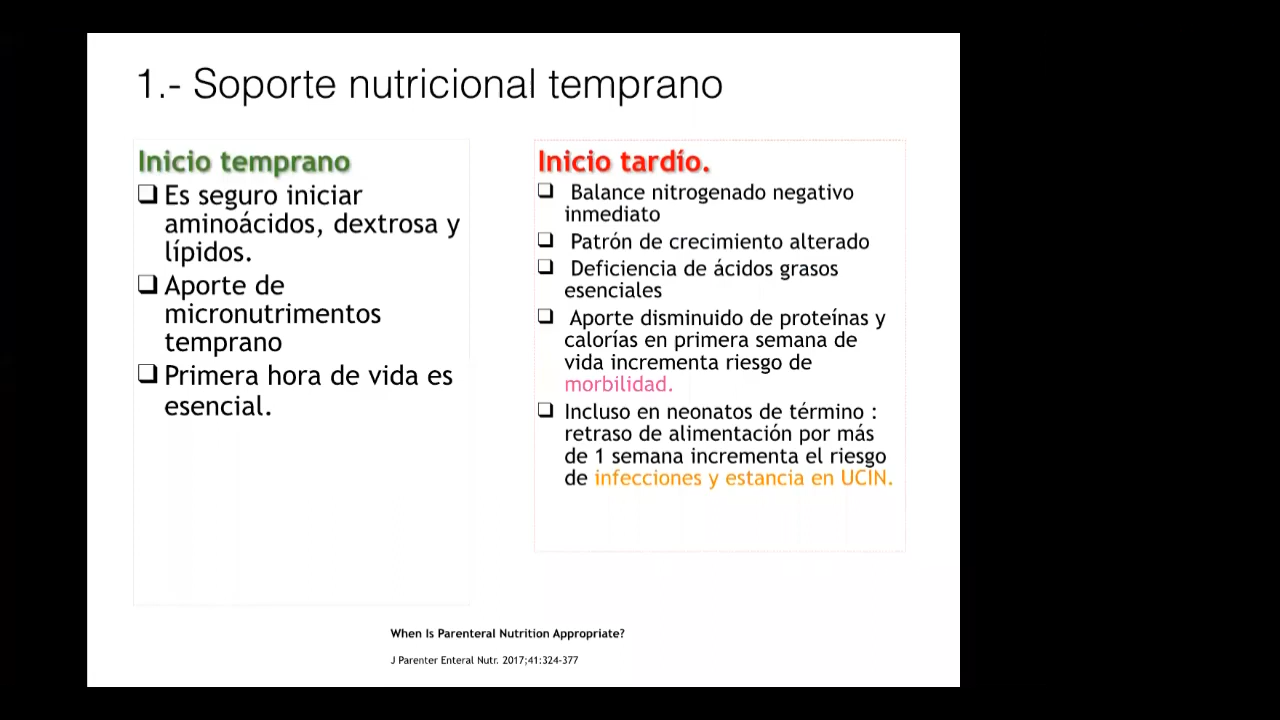 1.- Soporte nutricional temprano
Inicio temprano
❏ Es seguro iniciar
aminoácidos, dextrosa y
lípidos.
❏ Aporte de
micronutrimentos
temprano
❏ Primera hora de vida es
esencial.
Inicio tardío.
❏ Balance nitrogenado negativo
inmediato
❏ Patrón de crecimiento alterado
❏ Deficiencia de ácidos grasos
esenciales
❏ Aporte disminuido de proteínas y
calorías en primera semana de
vida incrementa riesgo de
morbilidad.
❏ Incluso en neonatos de término :
retraso de alimentación por más
de 1 semana incrementa el riesgo
de infecciones y estancia en UCIN.
When Is Parenteral Nutrition Appropriate?
J Parenter Enteral Nutr. 2017;41:324-377